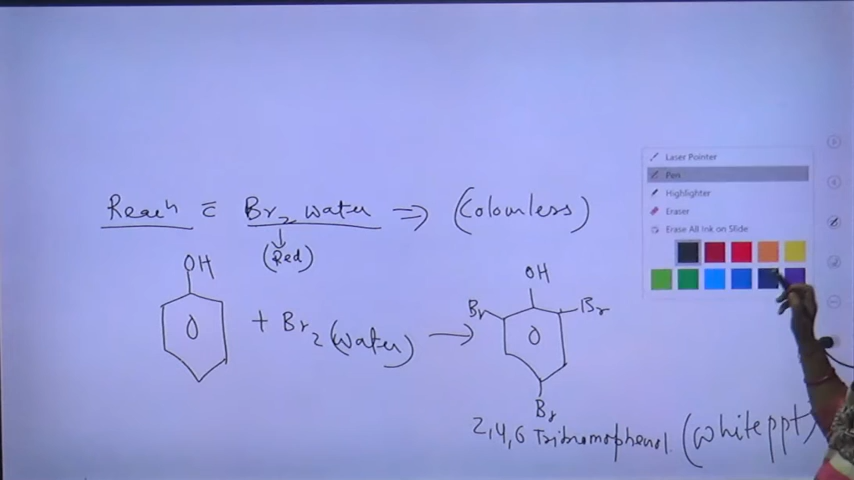 Laser Pointer
Pen
Highlighter
Eraser
Erase All Ink on Slide
Reach c̄ Br2 water ⇒ (Colourless)
↓
(Red)
OH
+ Br2 (water) →
OH
Br
Br
Br
2,4,6 Tribromophenol (white ppt)